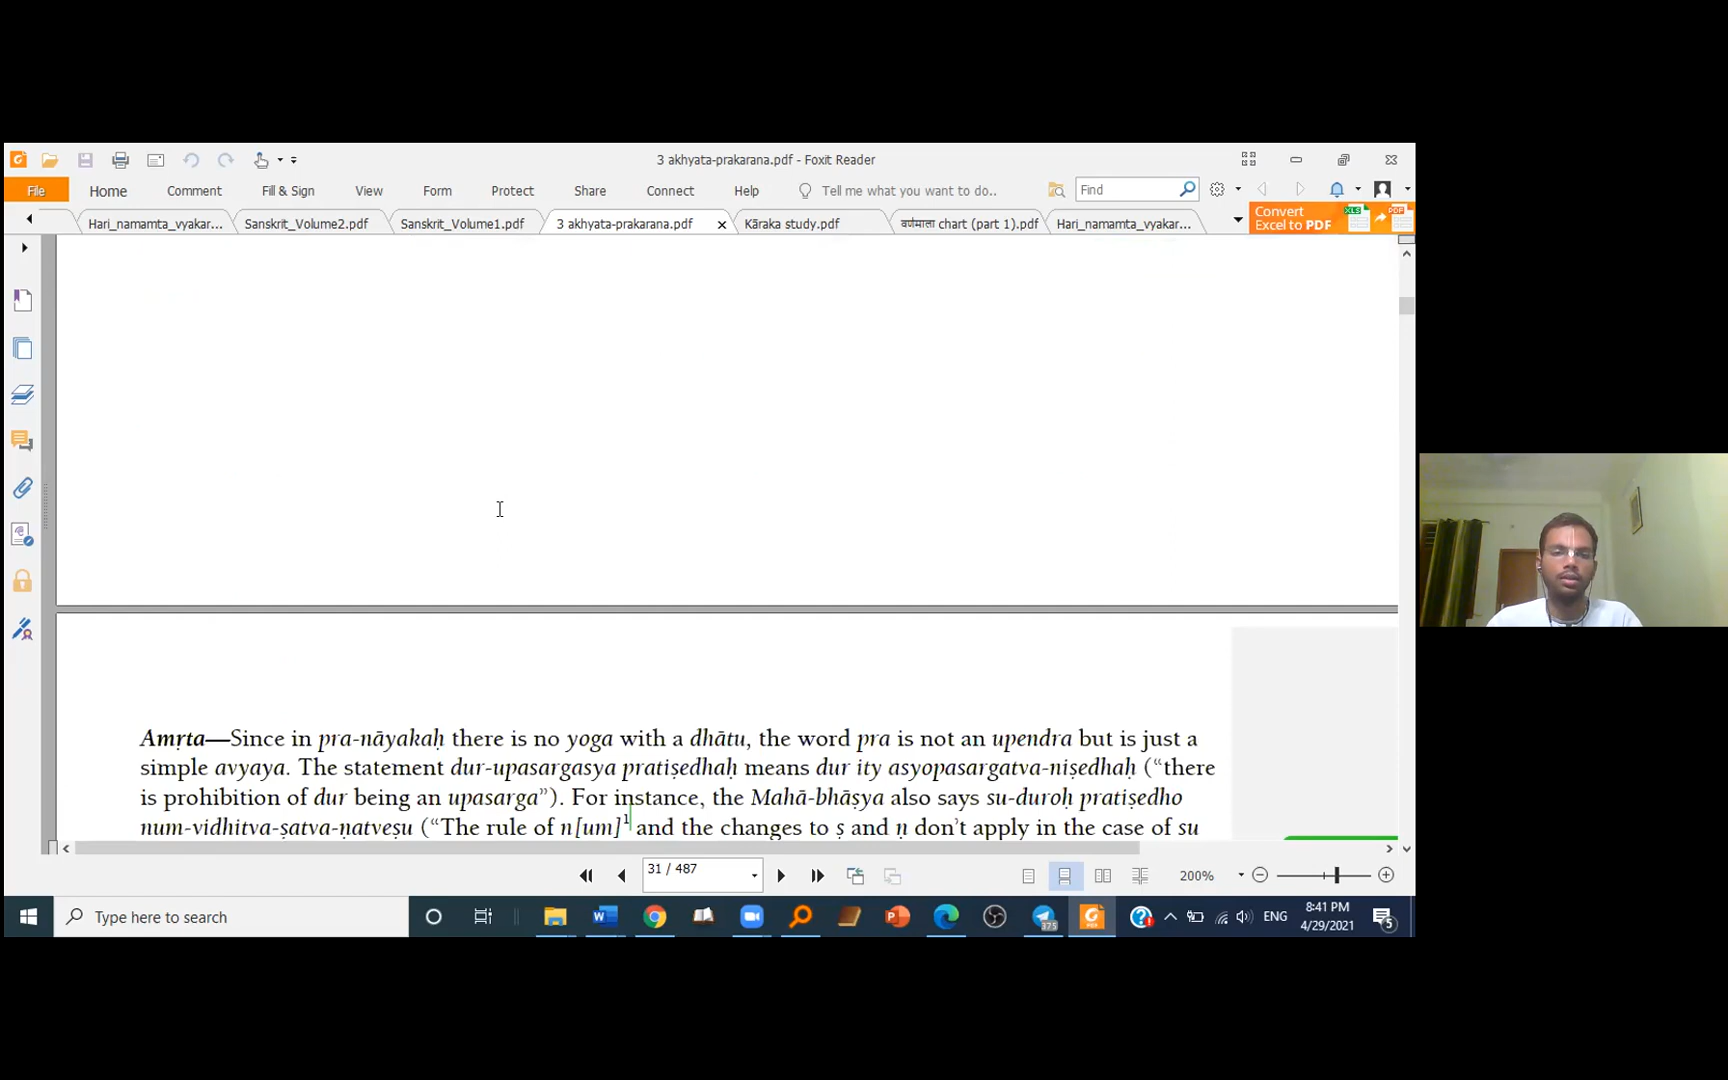 3 akhyata-prakarana.pdf - Foxit Reader
File Home Comment Fill & Sign View Form Protect Share Connect Help Tell me what you want to do.. Find
Hari_namamta_vyakar... Sanskrit_Volume2.pdf Sanskrit_Volume1.pdf 3 akhyata-prakarana.pdf Kāraka study.pdf वर्णमाला chart (part 1).pdf Hari_namamta_vyakar...
Convert
Excel to PDF
XLS PDF
Amṛta—Since in pra-nāyakaḥ there is no yoga with a dhātu, the word pra is not an upendra but is just a
simple avyaya. The statement dur-upasargasya pratiṣedhaḥ means dur ity asyopasargatva-niṣedhaḥ (“there
is prohibition of dur being an upasarga”). For instance, the Mahā-bhāṣya also says su-duroḥ pratiṣedho
num-vidhitva-ṣatva-ṇatveṣu (“The rule of n[um]¹ and the changes to ṣ and ṇ don’t apply in the case of su
31 / 487
200%
Type here to search
375
ENG
8:41 PM
4/29/2021
5